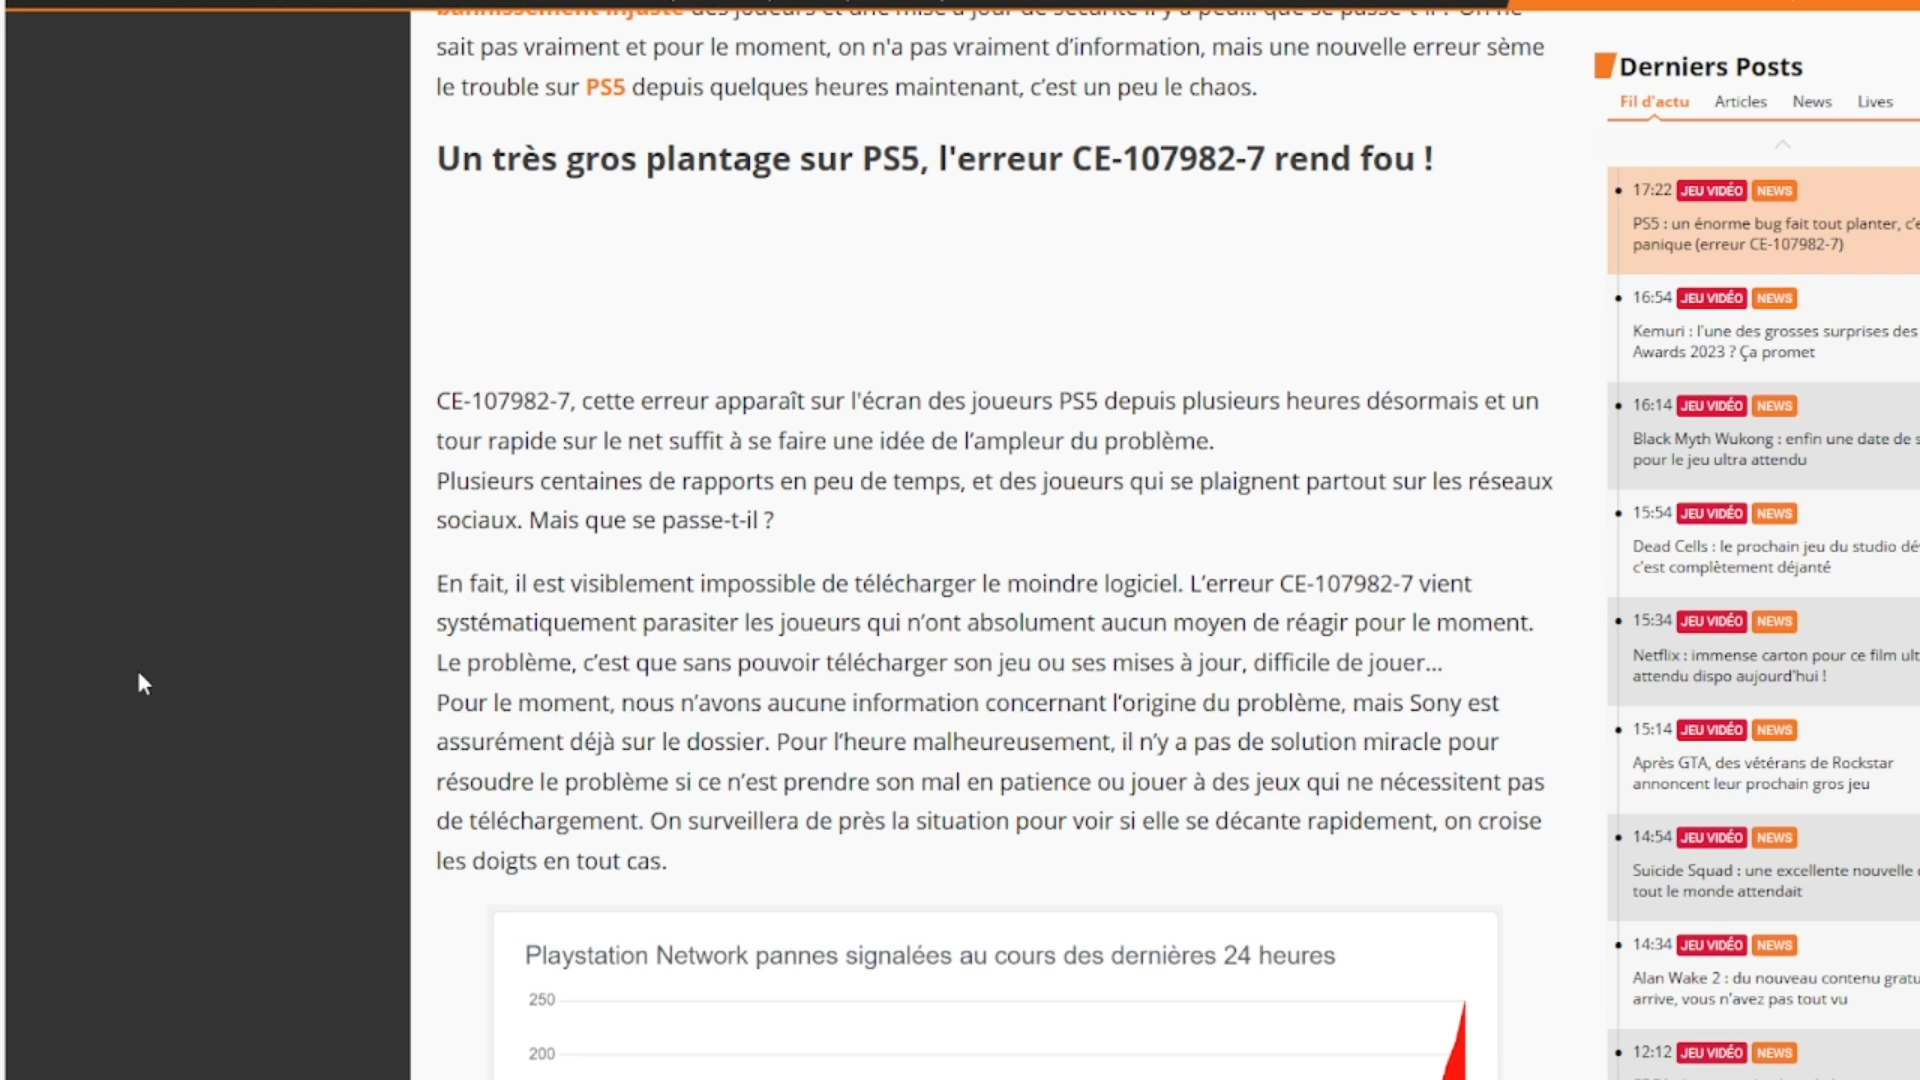 sait pas vraiment et pour le moment, on n'a pas vraiment d’information, mais une nouvelle erreur sème
le trouble sur PS5 depuis quelques heures maintenant, c’est un peu le chaos.
Un très gros plantage sur PS5, l'erreur CE-107982-7 rend fou !
CE-107982-7, cette erreur apparaît sur l'écran des joueurs PS5 depuis plusieurs heures désormais et un
tour rapide sur le net suffit à se faire une idée de l’ampleur du problème.
Plusieurs centaines de rapports en peu de temps, et des joueurs qui se plaignent partout sur les réseaux
sociaux. Mais que se passe-t-il ?
En fait, il est visiblement impossible de télécharger le moindre logiciel. L’erreur CE-107982-7 vient
systématiquement parasiter les joueurs qui n’ont absolument aucun moyen de réagir pour le moment.
Le problème, c’est que sans pouvoir télécharger son jeu ou ses mises à jour, difficile de jouer…
Pour le moment, nous n’avons aucune information concernant l’origine du problème, mais Sony est
assurément déjà sur le dossier. Pour l’heure malheureusement, il n’y a pas de solution miracle pour
résoudre le problème si ce n’est prendre son mal en patience ou jouer à des jeux qui ne nécessitent pas
de téléchargement. On surveillera de près la situation pour voir si elle se décante rapidement, on croise
les doigts en tout cas.
Playstation Network pannes signalées au cours des dernières 24 heures
250
200
Derniers Posts
Fil d'actu Articles News Lives
17:22 JEU VIDÉO NEWS
PS5 : un énorme bug fait tout planter,
panique (erreur CE-107982-7)
16:54 JEU VIDÉO NEWS
Kemuri : l'une des grosses surprises des
Awards 2023 ? Ça promet
16:14 JEU VIDÉO NEWS
Black Myth Wukong : enfin une date de
pour le jeu ultra attendu
15:54 JEU VIDÉO NEWS
Dead Cells : le prochain jeu du studio
c'est complètement déjanté
15:34 JEU VIDÉO NEWS
Netflix : immense carton pour ce film
attendu dispo aujourd'hui !
15:14 JEU VIDÉO NEWS
Après GTA, des vétérans de Rockstar
annoncent leur prochain gros jeu
14:54 JEU VIDÉO NEWS
Suicide Squad : une excellente nouvelle
tout le monde attendait
14:34 JEU VIDÉO NEWS
Alan Wake 2 : du nouveau contenu
arrive, vous n'avez pas tout vu
12:12 JEU VIDÉO NEWS